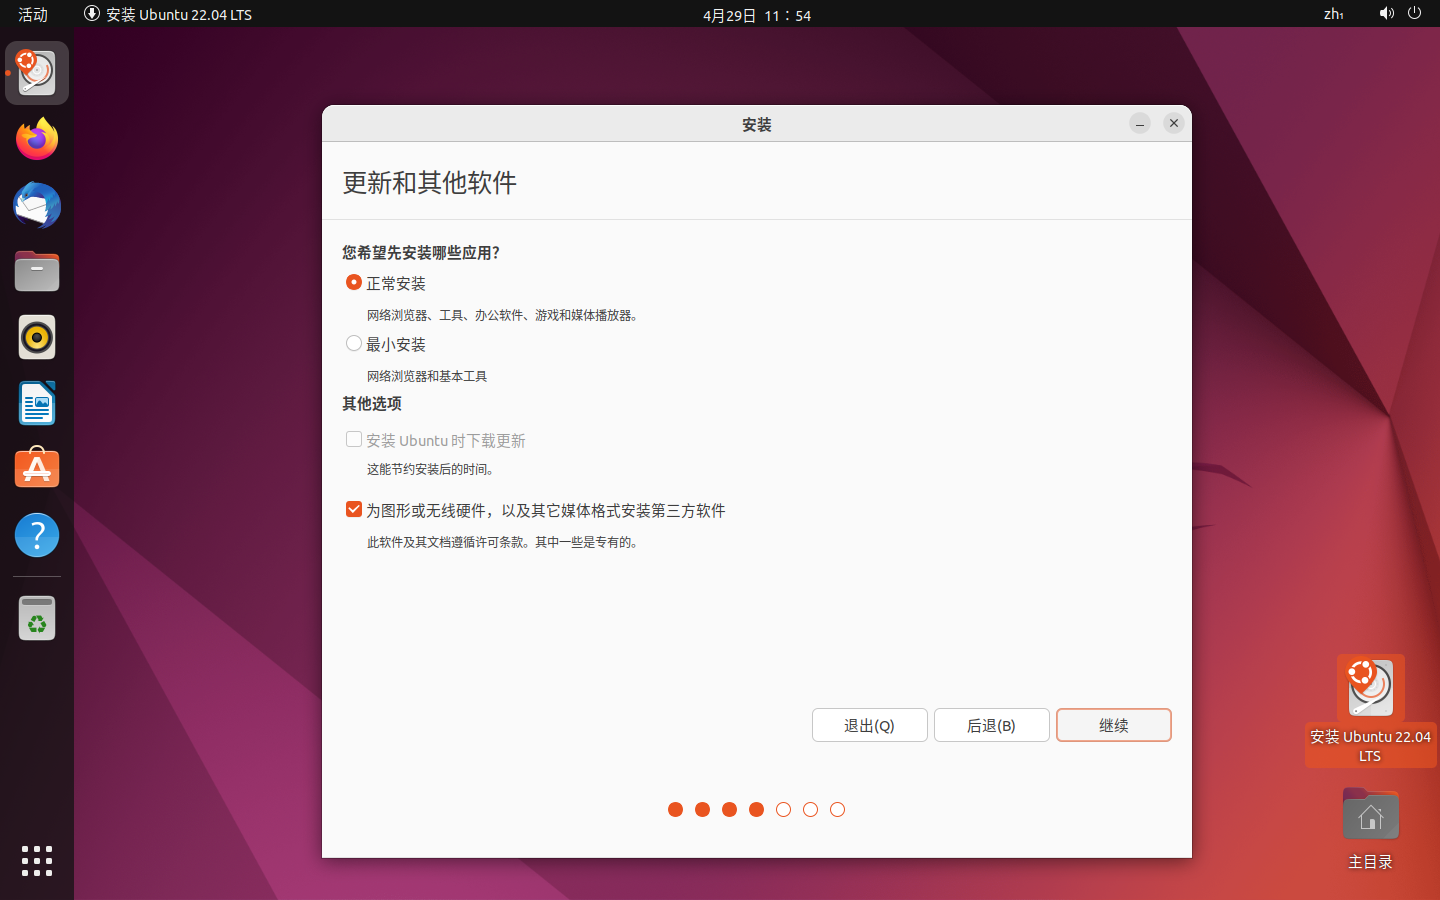 活动
安装 Ubuntu 22.04 LTS
4月29日 11：54
zh₁
安装
更新和其他软件
您希望先安装哪些应用？
正常安装
网络浏览器、工具、办公软件、游戏和媒体播放器。
最小安装
网络浏览器和基本工具
其他选项
安装 Ubuntu 时下载更新
这能节约安装后的时间。
为图形或无线硬件，以及其它媒体格式安装第三方软件
此软件及其文档遵循许可条款。其中一些是专有的。
退出(Q)
后退(B)
继续
安装 Ubuntu 22.04
LTS
主目录